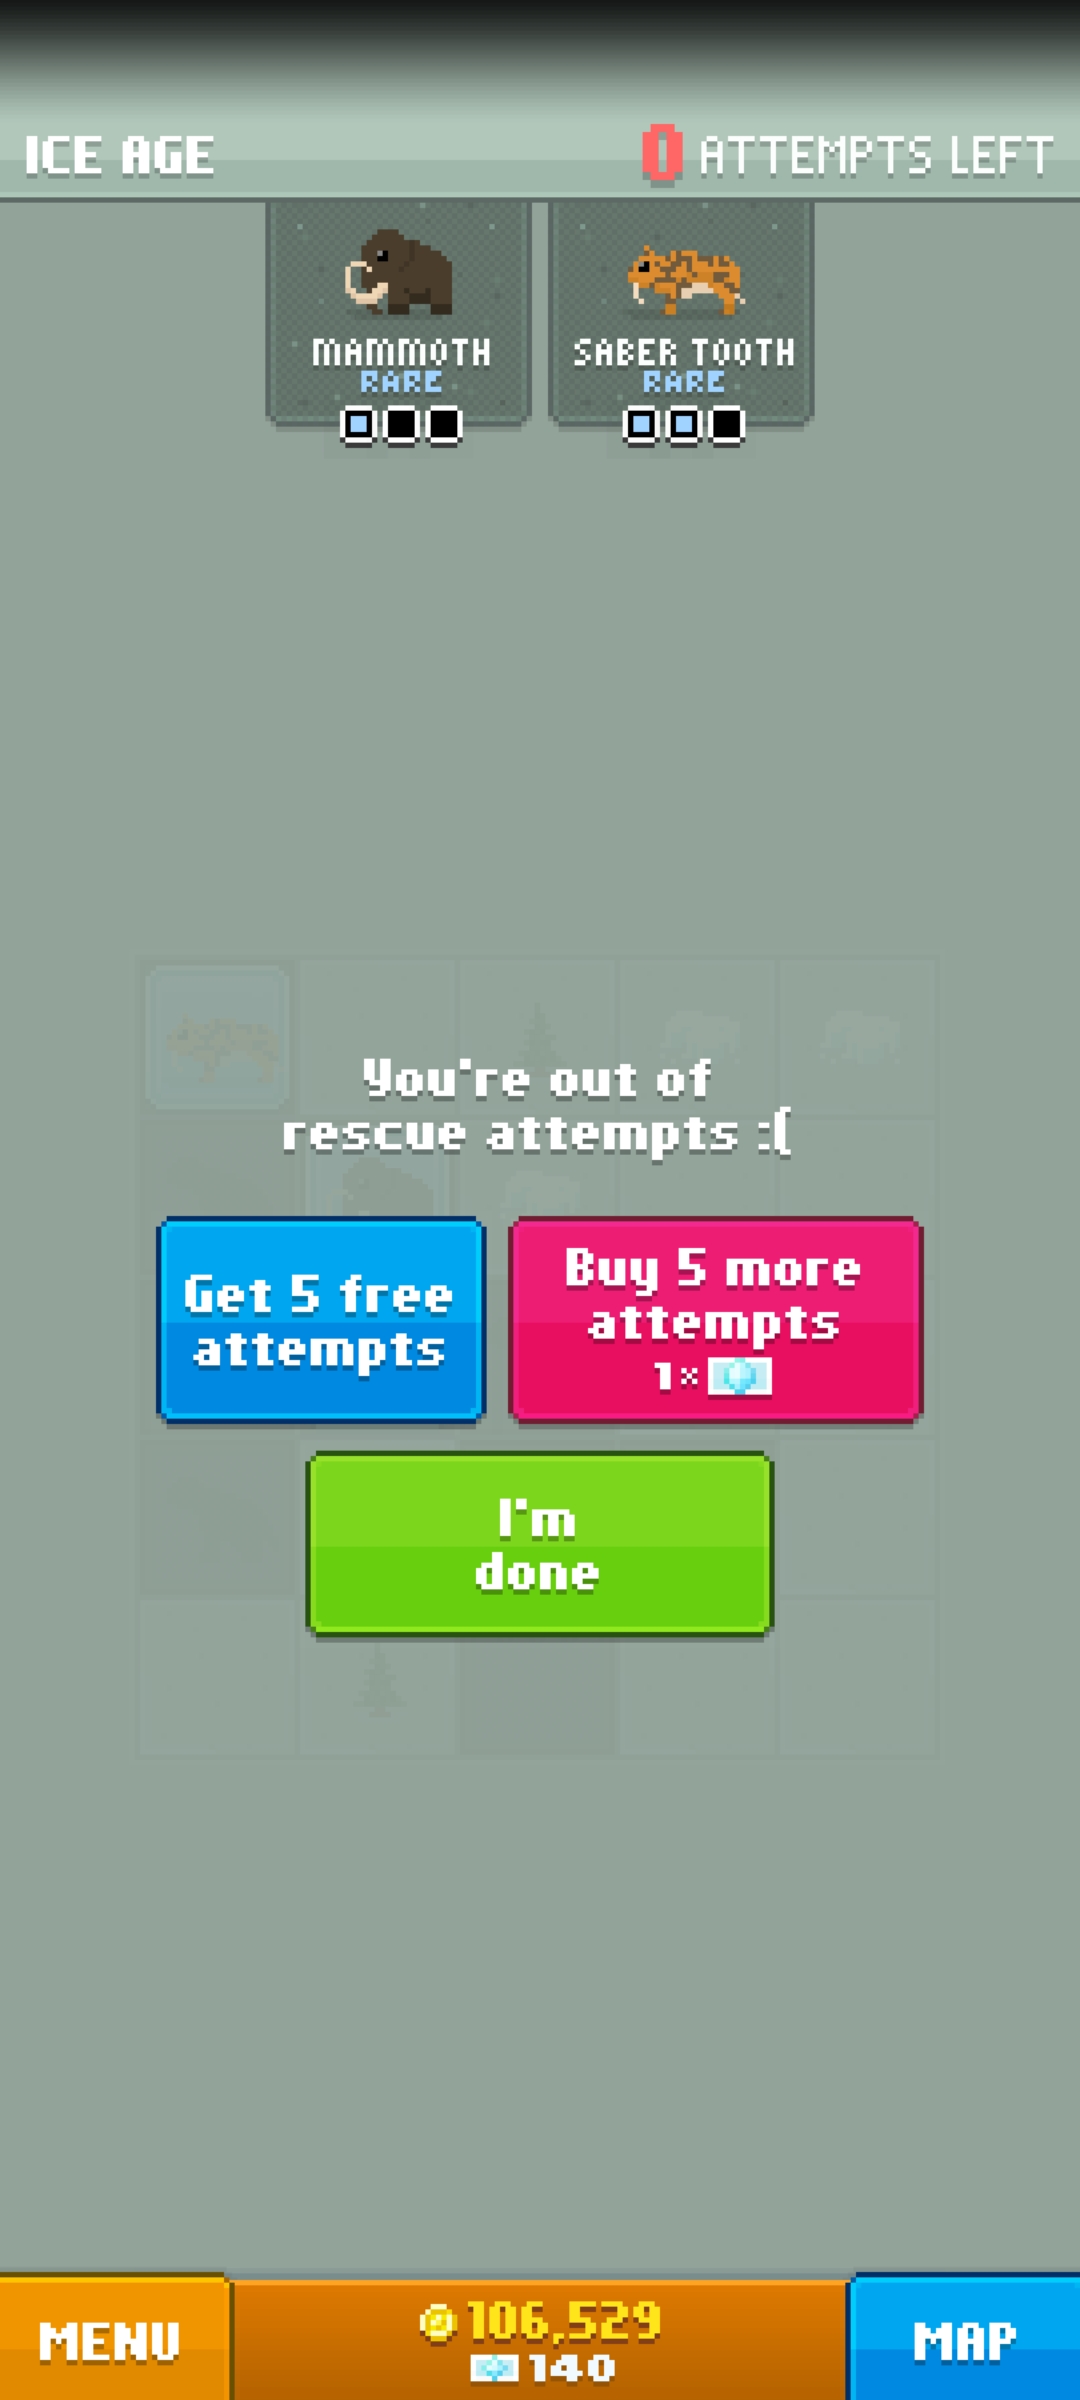 ICE AGE
0 ATTEMPTS LEFT
MAMMOTH
RARE
SABER TOOTH
RARE
You're out of
rescue attempts :(
Get 5 free
attempts
Buy 5 more
attempts
1×
I'm
done
MENU
106,529
140
MAP